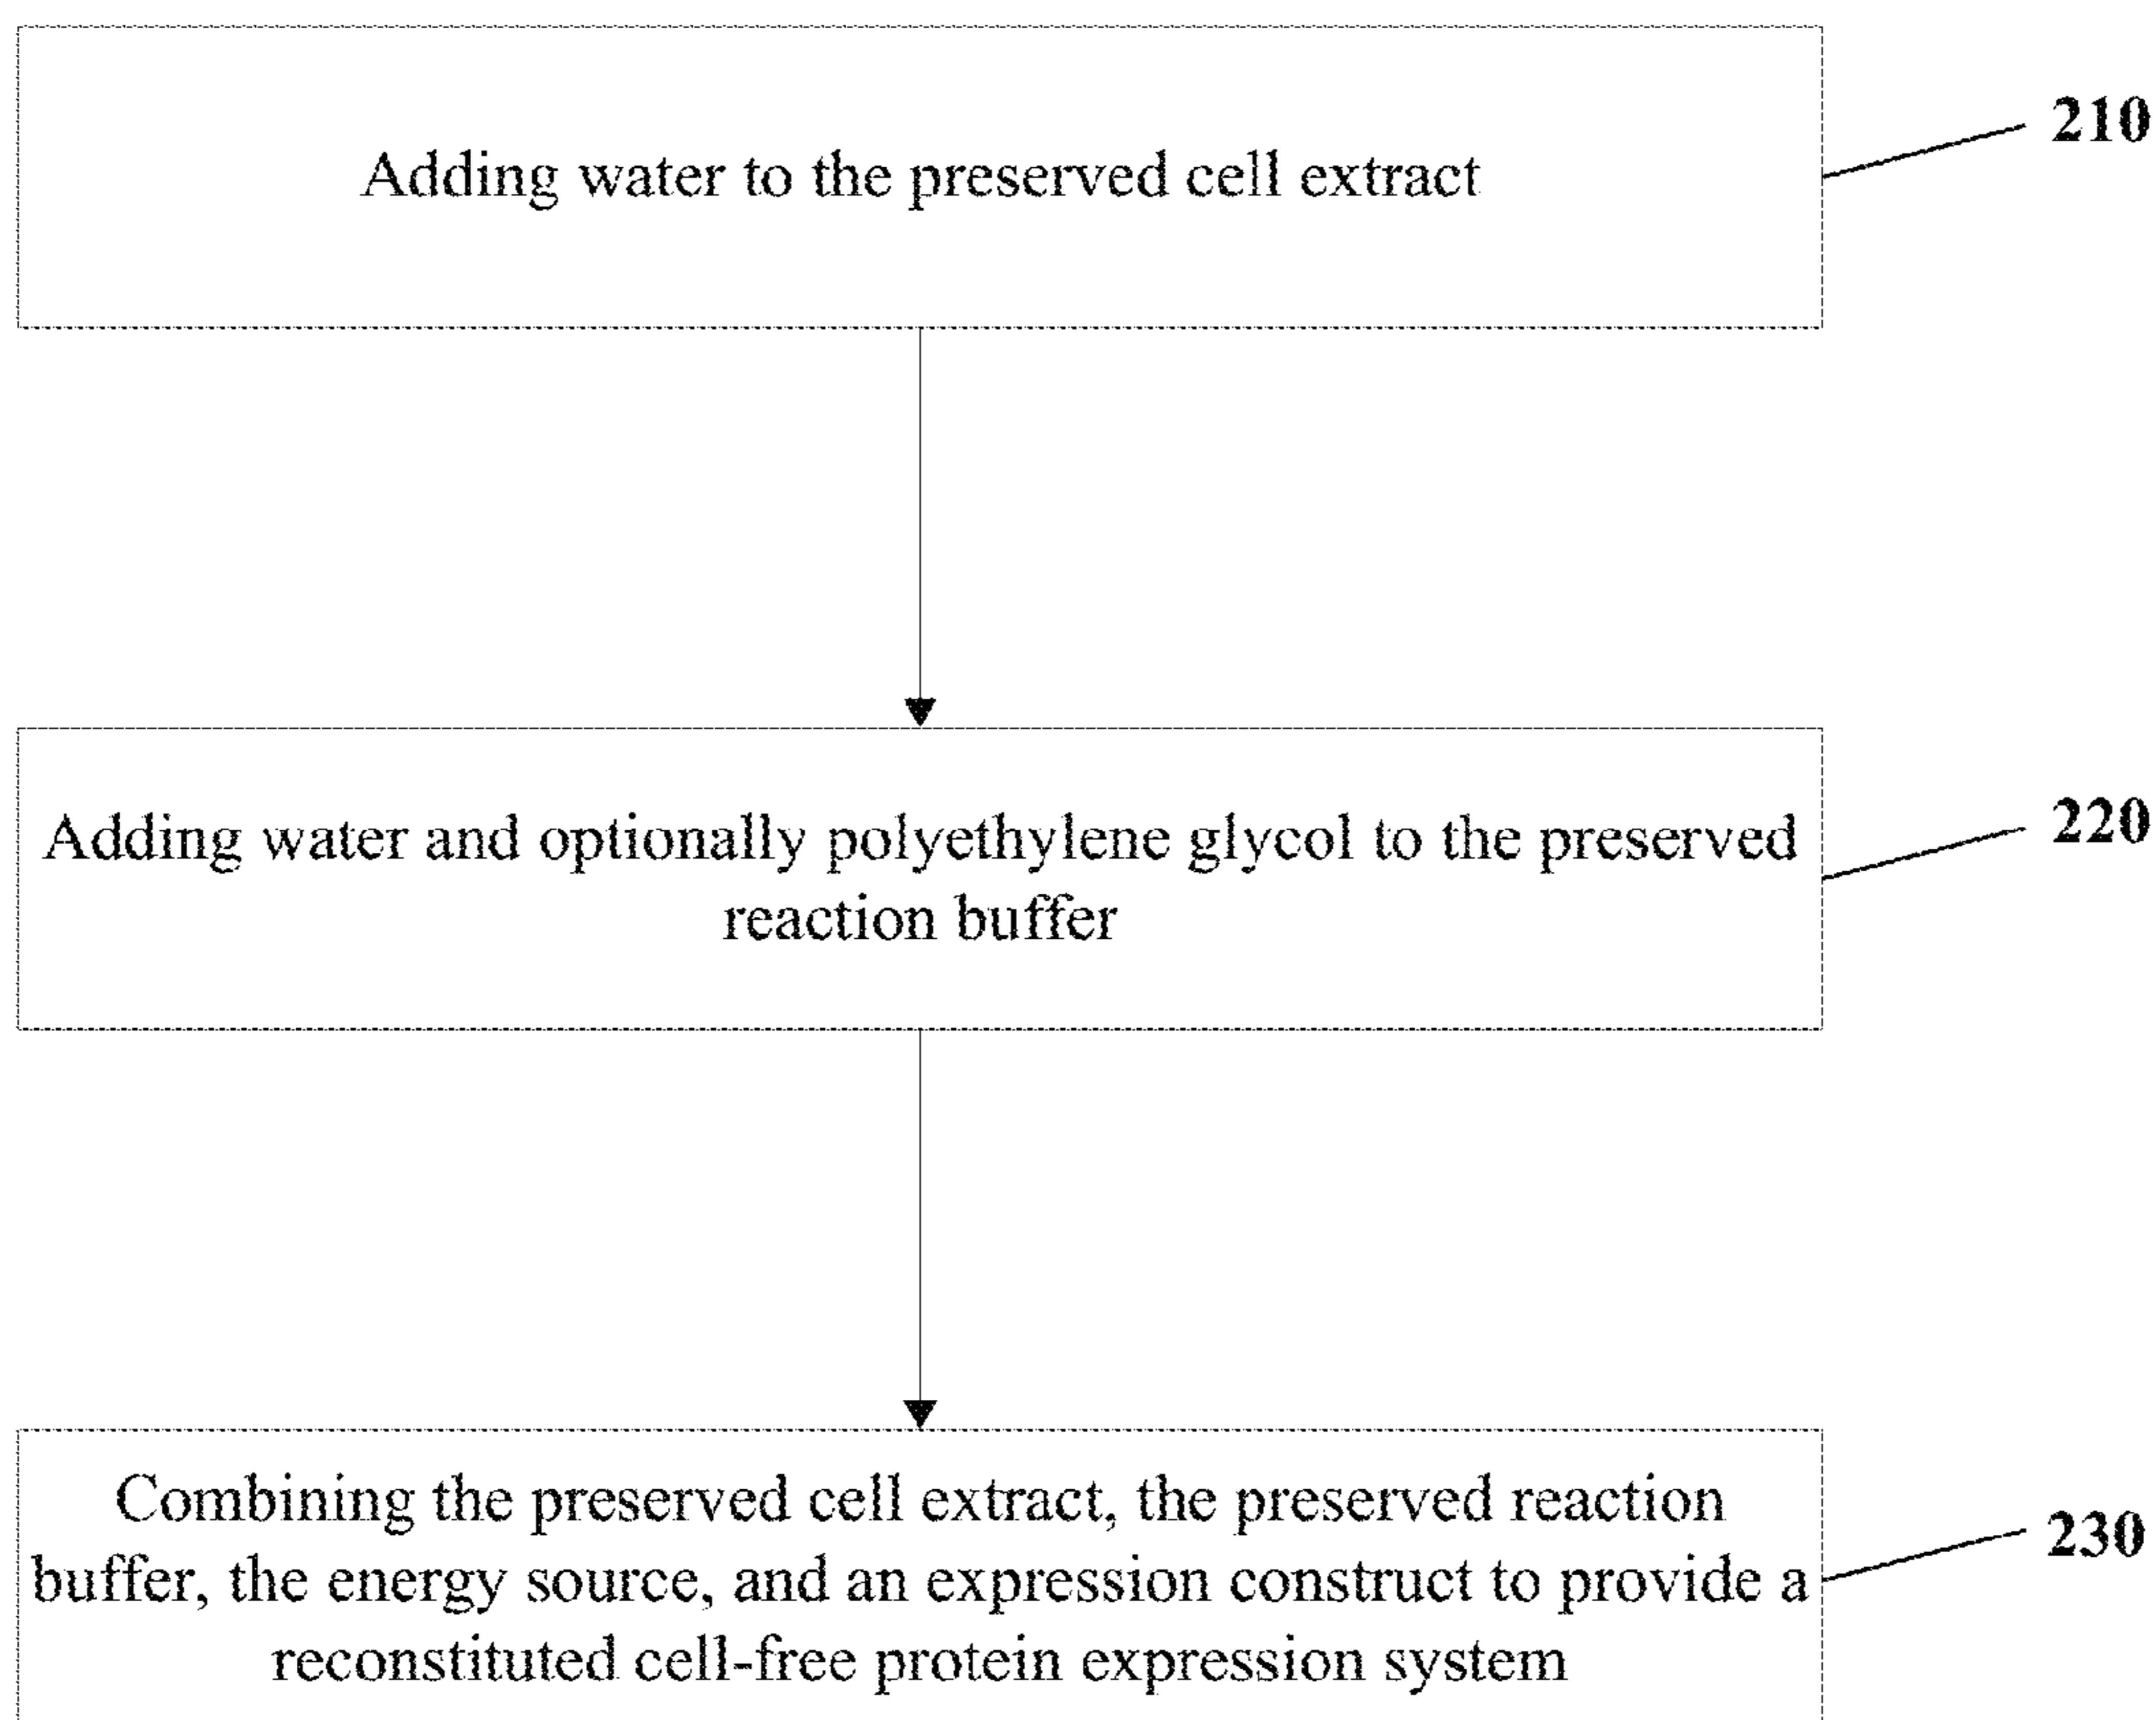 Adding water to the preserved cell extract
210
Adding water and optionally polyethylene glycol to the preserved
reaction buffer
220
Combining the preserved cell extract, the preserved reaction
buffer, the energy source, and an expression construct to provide a
reconstituted cell-free protein expression system
230